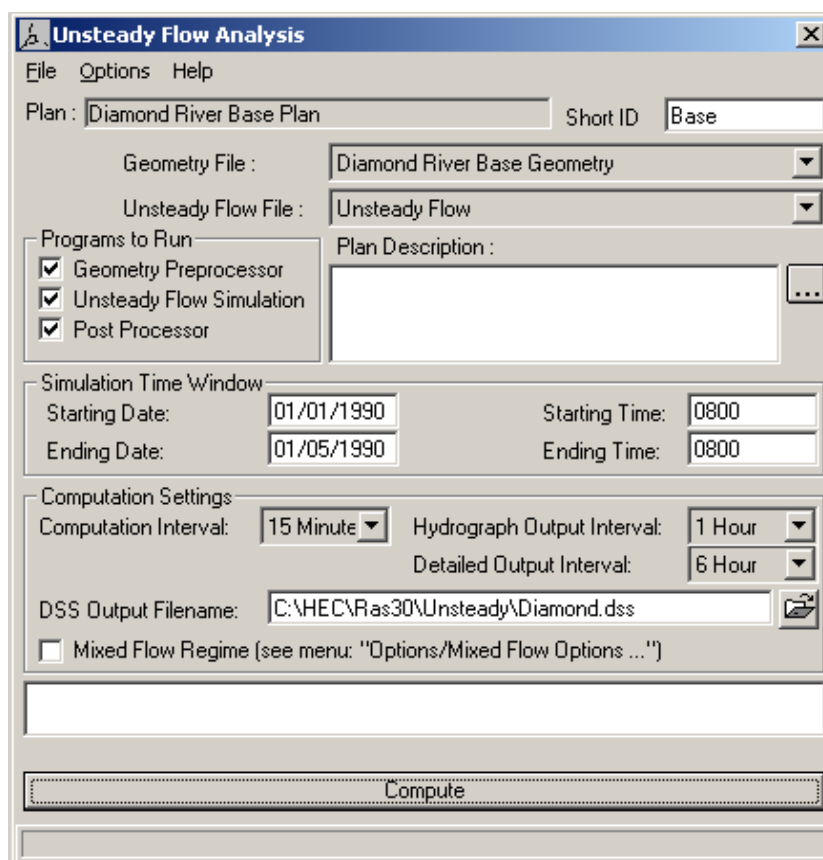 Unsteady Flow Analysis
File Options Help
Plan : Diamond River Base Plan Short ID Base
Geometry File : Diamond River Base Geometry
Unsteady Flow File : Unsteady Flow
Programs to Run
Geometry Preprocessor
Unsteady Flow Simulation
Post Processor
Plan Description :
...
Simulation Time Window
Starting Date: 01/01/1990 Starting Time: 0800
Ending Date: 01/05/1990 Ending Time: 0800
Computation Settings
Computation Interval: 15 Minute Hydrograph Output Interval: 1 Hour
Detailed Output Interval: 6 Hour
DSS Output Filename: C:\HEC\Ras30\Unsteady\Diamond.dss
Mixed Flow Regime (see menu: "Options/Mixed Flow Options ...")
Compute